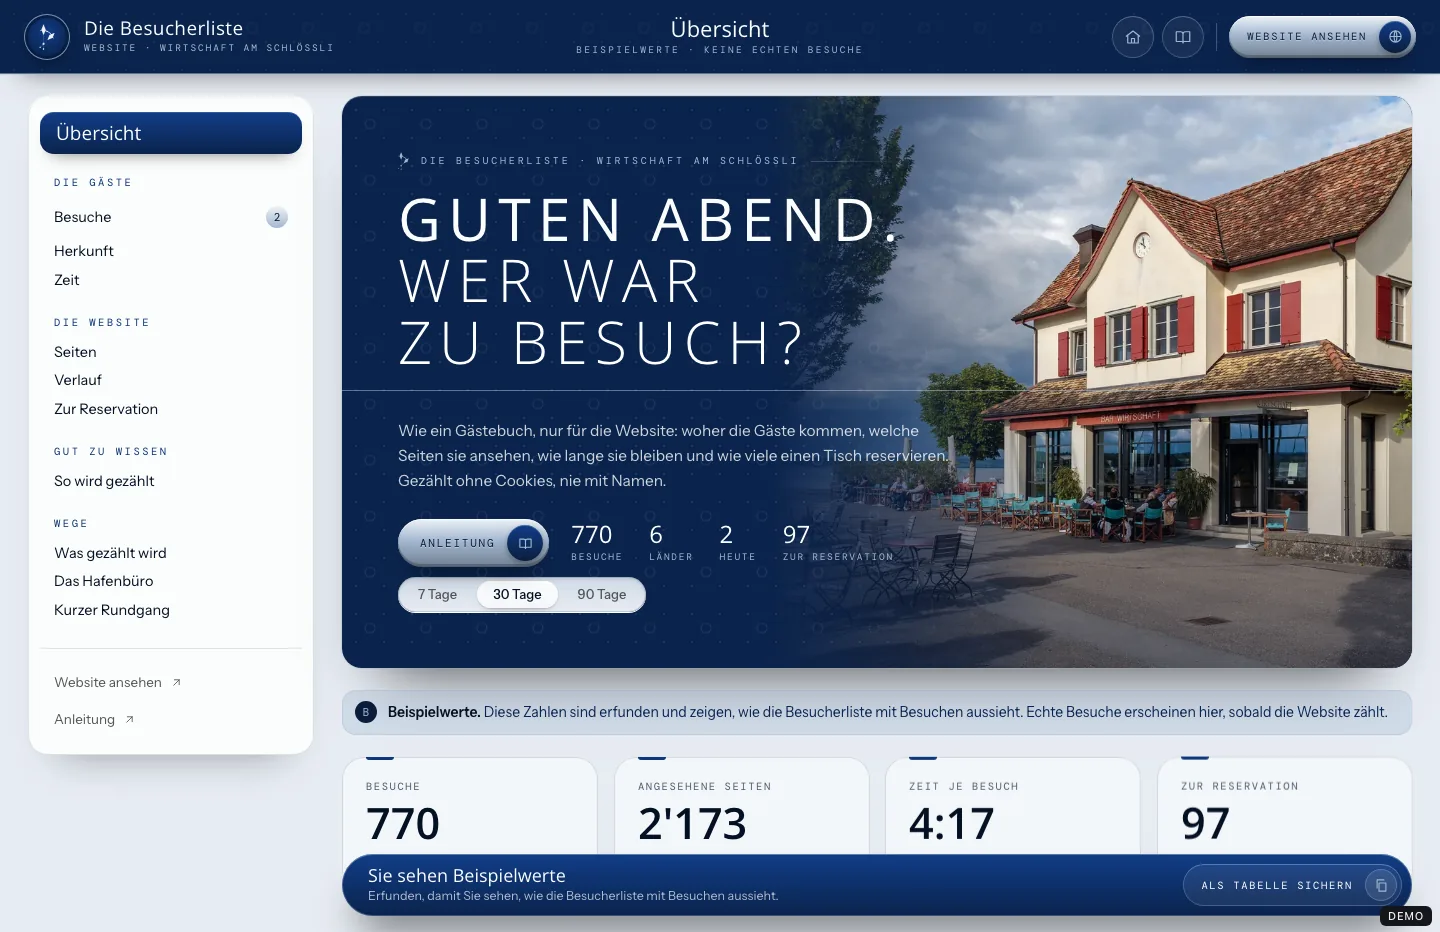 Die Besucherliste
WEBSITE · WIRTSCHAFT AM SCHLÖSSLI
Übersicht
BEISPIELWERTE · KEINE ECHTEN BESUCHE
WEBSITE ANSEHEN
Übersicht
DIE GÄSTE
Besuche 2
Herkunft
Zeit
DIE WEBSITE
Seiten
Verlauf
Zur Reservation
GUT ZU WISSEN
So wird gezählt
WEGE
Was gezählt wird
Das Hafenbüro
Kurzer Rundgang
Website ansehen
Anleitung
DIE BESUCHERLISTE · WIRTSCHAFT AM SCHLÖSSLI
GUTEN ABEND.
WER WAR
ZU BESUCH?
Wie ein Gästebuch, nur für die Website: woher die Gäste kommen, welche
Seiten sie ansehen, wie lange sie bleiben und wie viele einen Tisch reservieren.
Gezählt ohne Cookies, nie mit Namen.
ANLEITUNG
770 6 2 97
BESUCHE LÄNDER HEUTE ZUR RESERVATION
7 Tage 30 Tage 90 Tage
BAR WIRTSCHAFT
B Beispielwerte. Diese Zahlen sind erfunden und zeigen, wie die Besucherliste mit Besuchen aussieht. Echte Besuche erscheinen hier, sobald die Website zählt.
BESUCHE
770
ANGESEHENE SEITEN
2'173
ZEIT JE BESUCH
4:17
ZUR RESERVATION
97
Sie sehen Beispielwerte
Erfunden, damit Sie sehen, wie die Besucherliste mit Besuchen aussieht.
ALS TABELLE SICHERN
DEMO